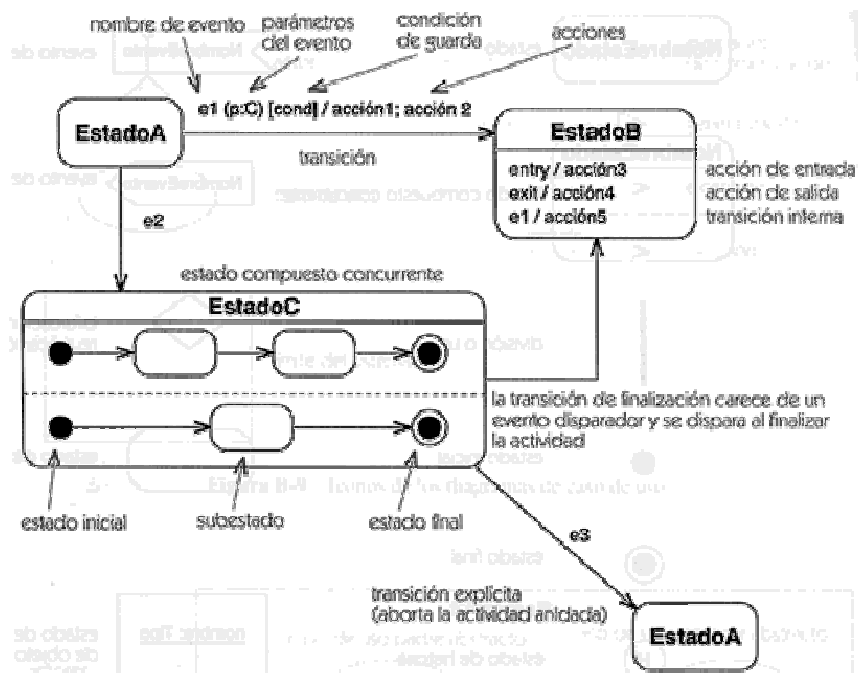 nombre de evento
parámetros
del evento
condición
de guarda
acciones
e1 (p:C) [cond] / acción1; acción 2
EstadoA
transición
EstadoB
entry / acción3
acción de entrada
exit / acción4
acción de salida
e1 / acción5
transición interna
e2
estado compuesto concurrente
EstadoC
la transición de finalización carece de un
evento disparador y se dispara al finalizar
la actividad
estado inicial
subestado
estado final
e3
transición explícita
(aborta la actividad anidada)
EstadoA